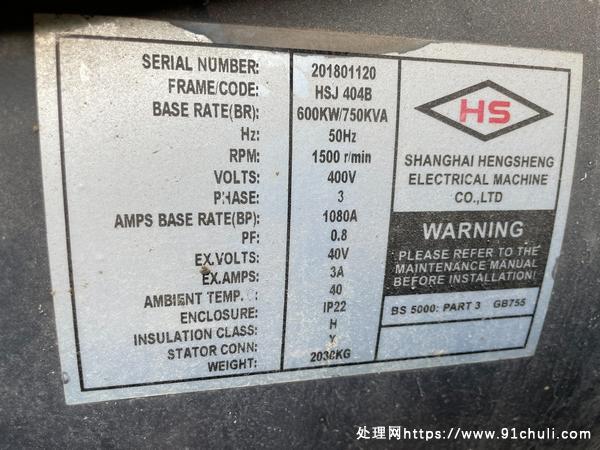 SERIAL NUMBER: 201801120
FRAME/CODE: HSJ 404B
BASE RATE(BR): 600KW/750KVA
Hz: 50Hz
RPM: 1500 r/min
VOLTS: 400V
PHASE: 3
AMPS BASE RATE(BP): 1080A
PF: 0.8
EX.VOLTS: 40V
EX.AMPS: 3A
AMBIENT TEMP. C: 40
ENCLOSURE: IP22
INSULATION CLASS: H
STATOR CONN: Y
WEIGHT: 2038KG
HS
SHANGHAI HENGSHENG
ELECTRICAL MACHINE
CO.,LTD
WARNING
PLEASE REFER TO THE
MAINTENANCE MANUAL
BEFORE INSTALLATION!
BS 5000: PART 3 GB755
处理网https://www.91chuli.com